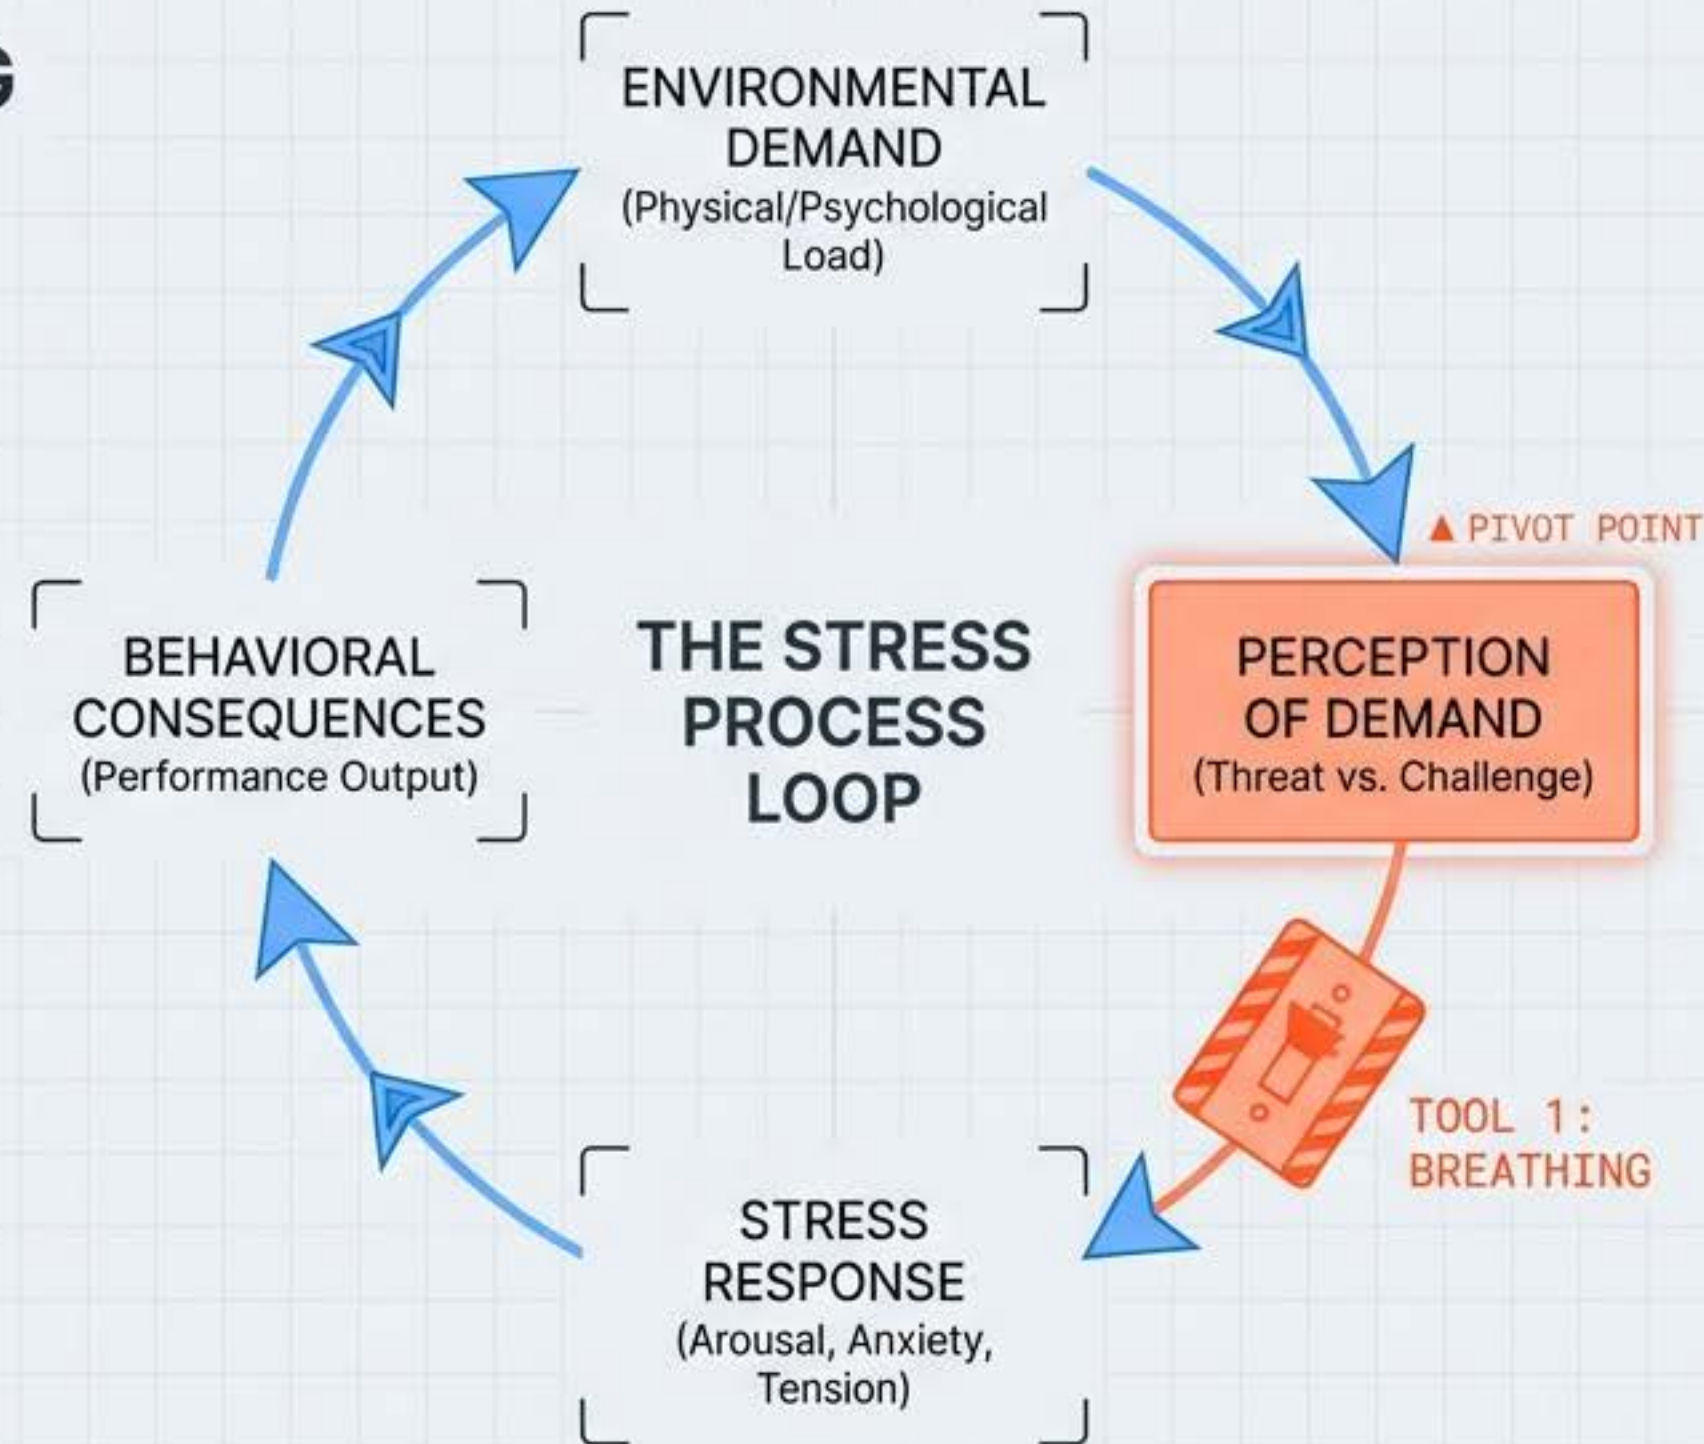 G
ENVIRONMENTAL
DEMAND
(Physical/Psychological
Load)
▲ PIVOT POINT
PERCEPTION
OF DEMAND
(Threat vs. Challenge)
THE STRESS
PROCESS
LOOP
BEHAVIORAL
CONSEQUENCES
(Performance Output)
TOOL 1:
BREATHING
STRESS
RESPONSE
(Arousal, Anxiety,
Tension)